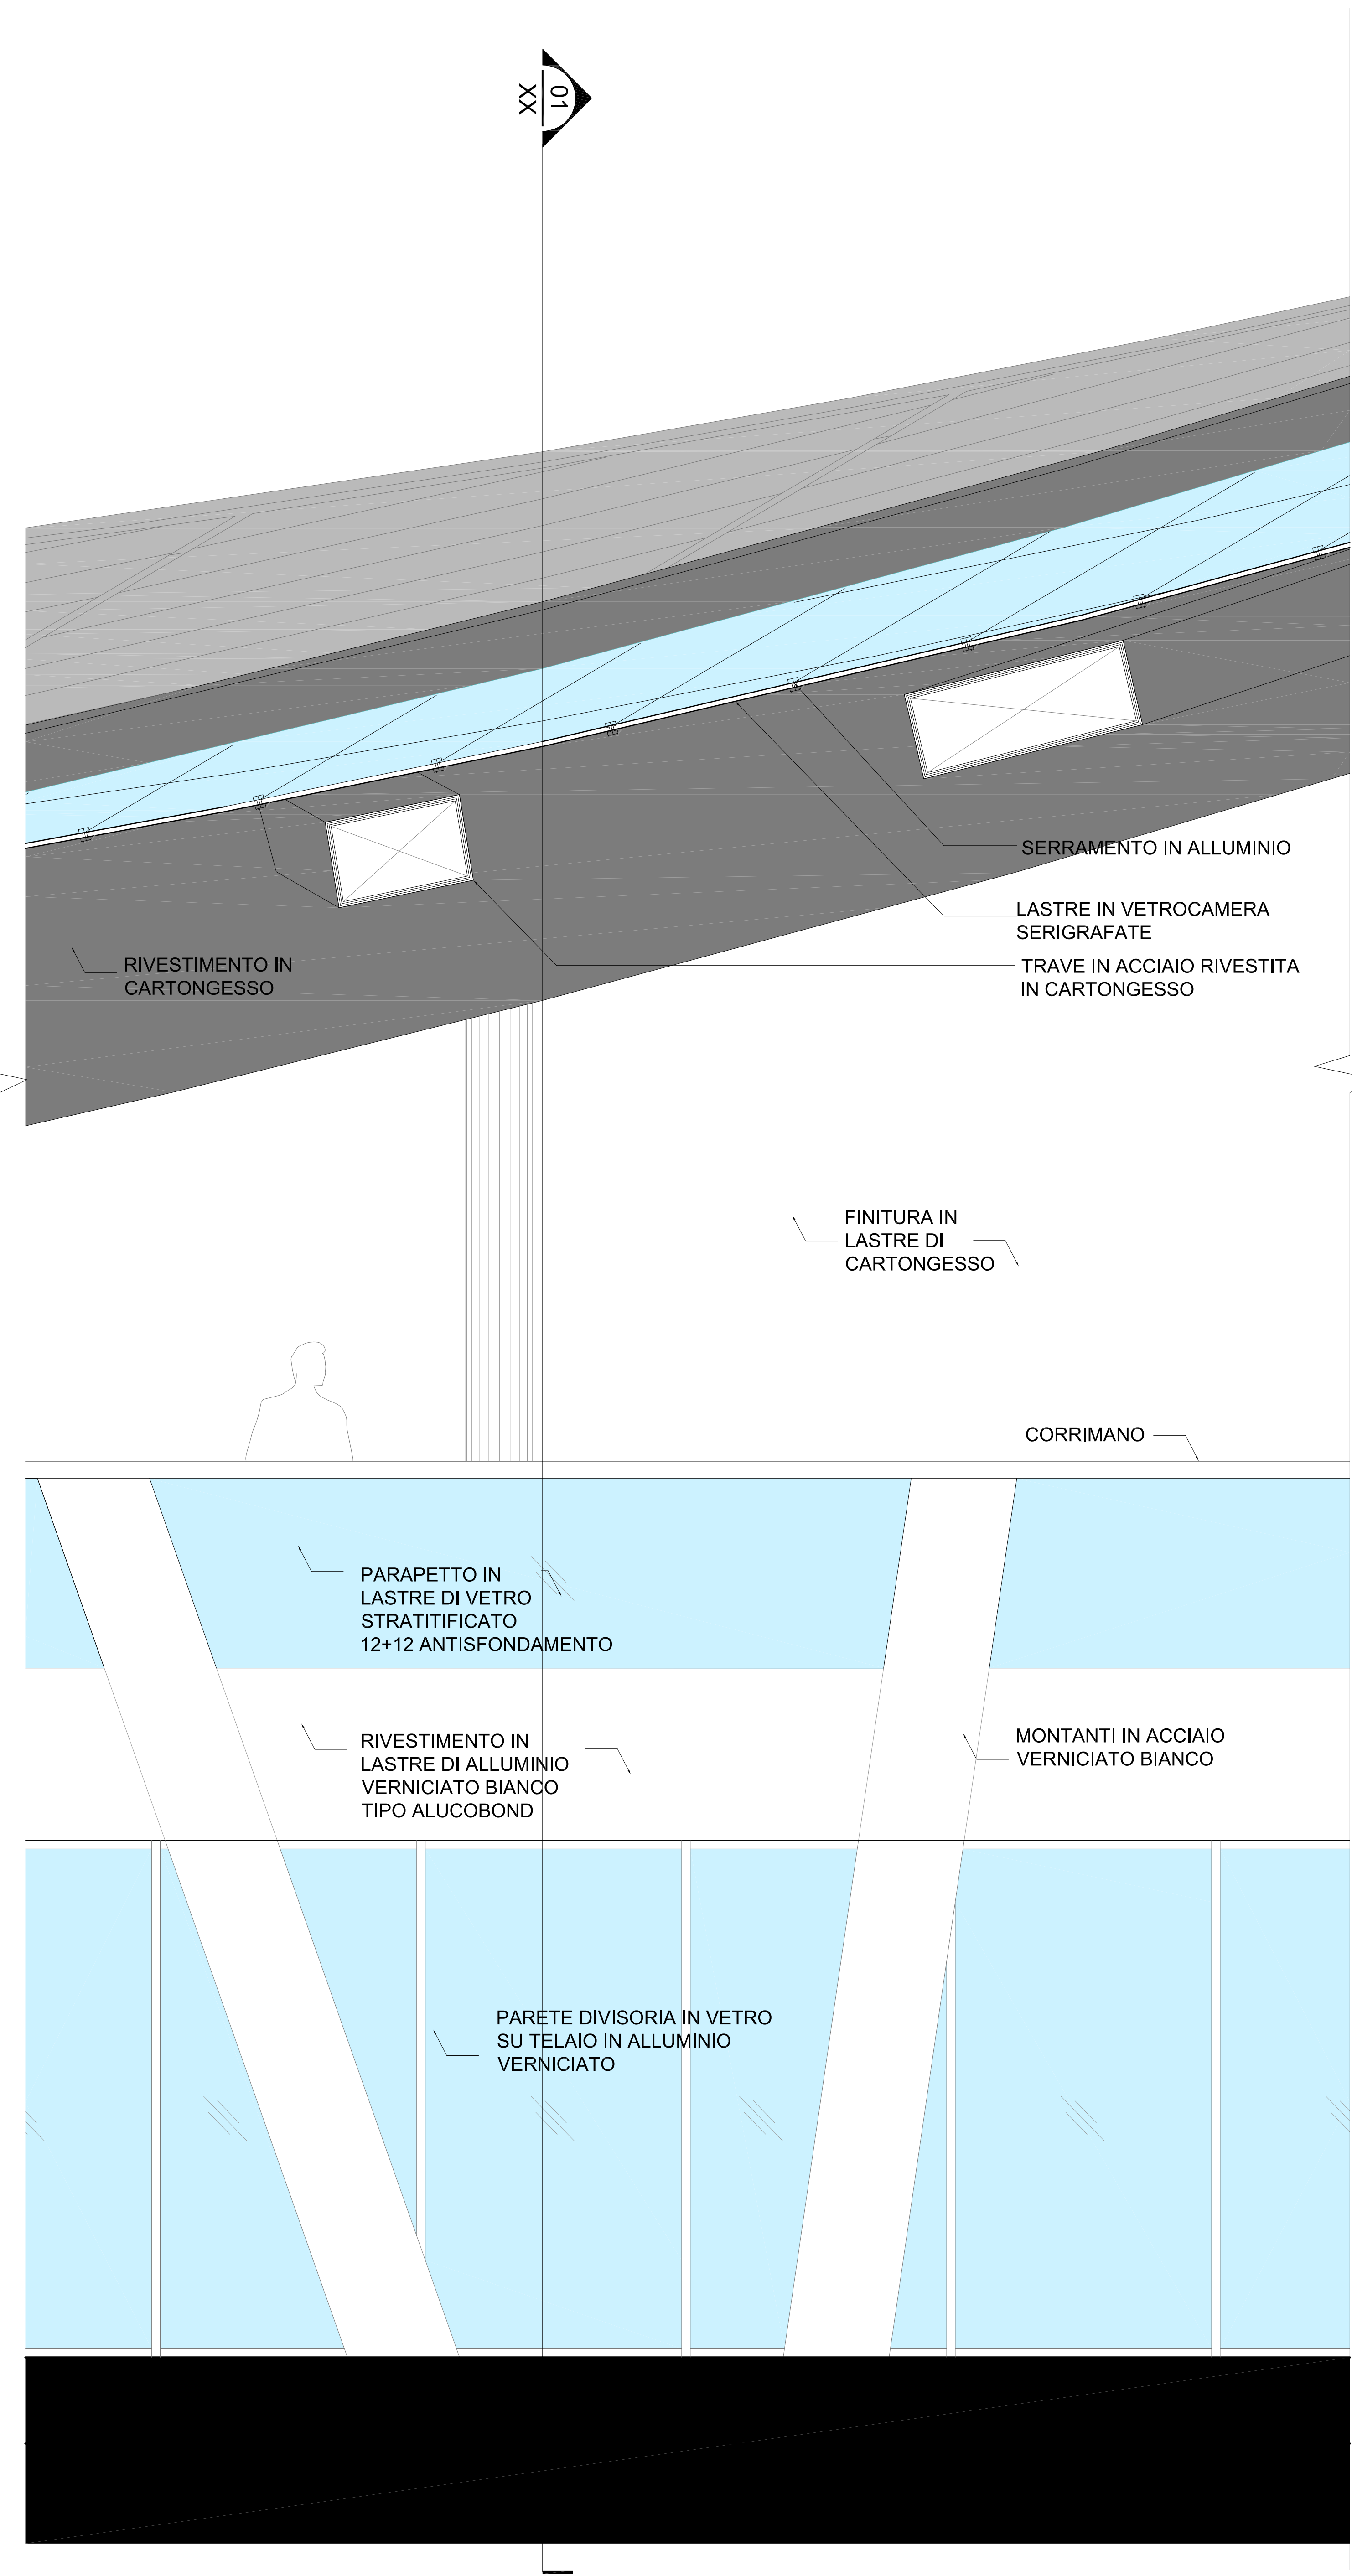 01
XX
SERRAMENTO IN ALLUMINIO
LASTRE IN VETROCAMERA
SERIGRAFATE
TRAVE IN ACCIAIO RIVESTITA
IN CARTONGESSO
RIVESTIMENTO IN
CARTONGESSO
FINITURA IN
LASTRE DI
CARTONGESSO
CORRIMANO
PARAPETTO IN
LASTRE DI VETRO
STRATITIFICATO
12+12 ANTISFONDAMENTO
RIVESTIMENTO IN
LASTRE DI ALLUMINIO
VERNICIATO BIANCO
TIPO ALUCOBOND
MONTANTI IN ACCIAIO
VERNICIATO BIANCO
PARETE DIVISORIA IN VETRO
SU TELAIO IN ALLUMINIO
VERNICIATO